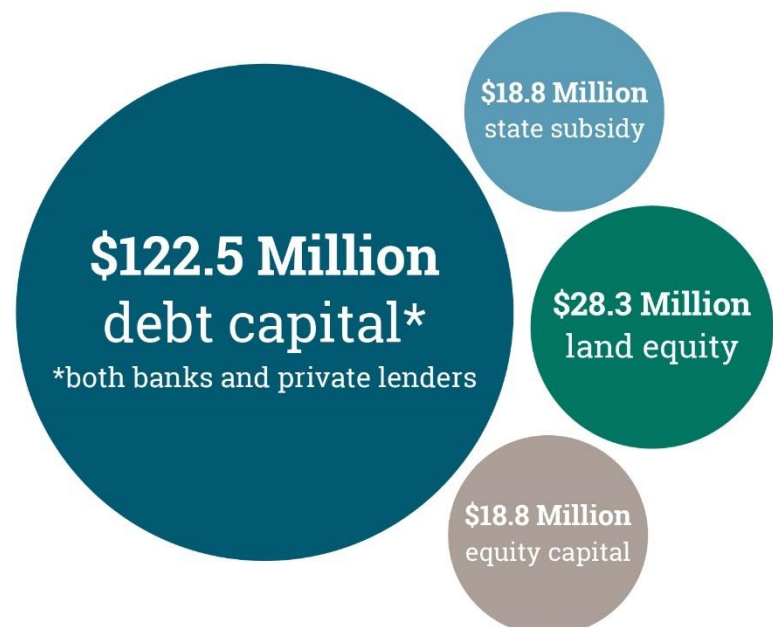 $122.5 Million
debt capital*
*both banks and private lenders
$18.8 Million
state subsidy
$28.3 Million
land equity
$18.8 Million
equity capital